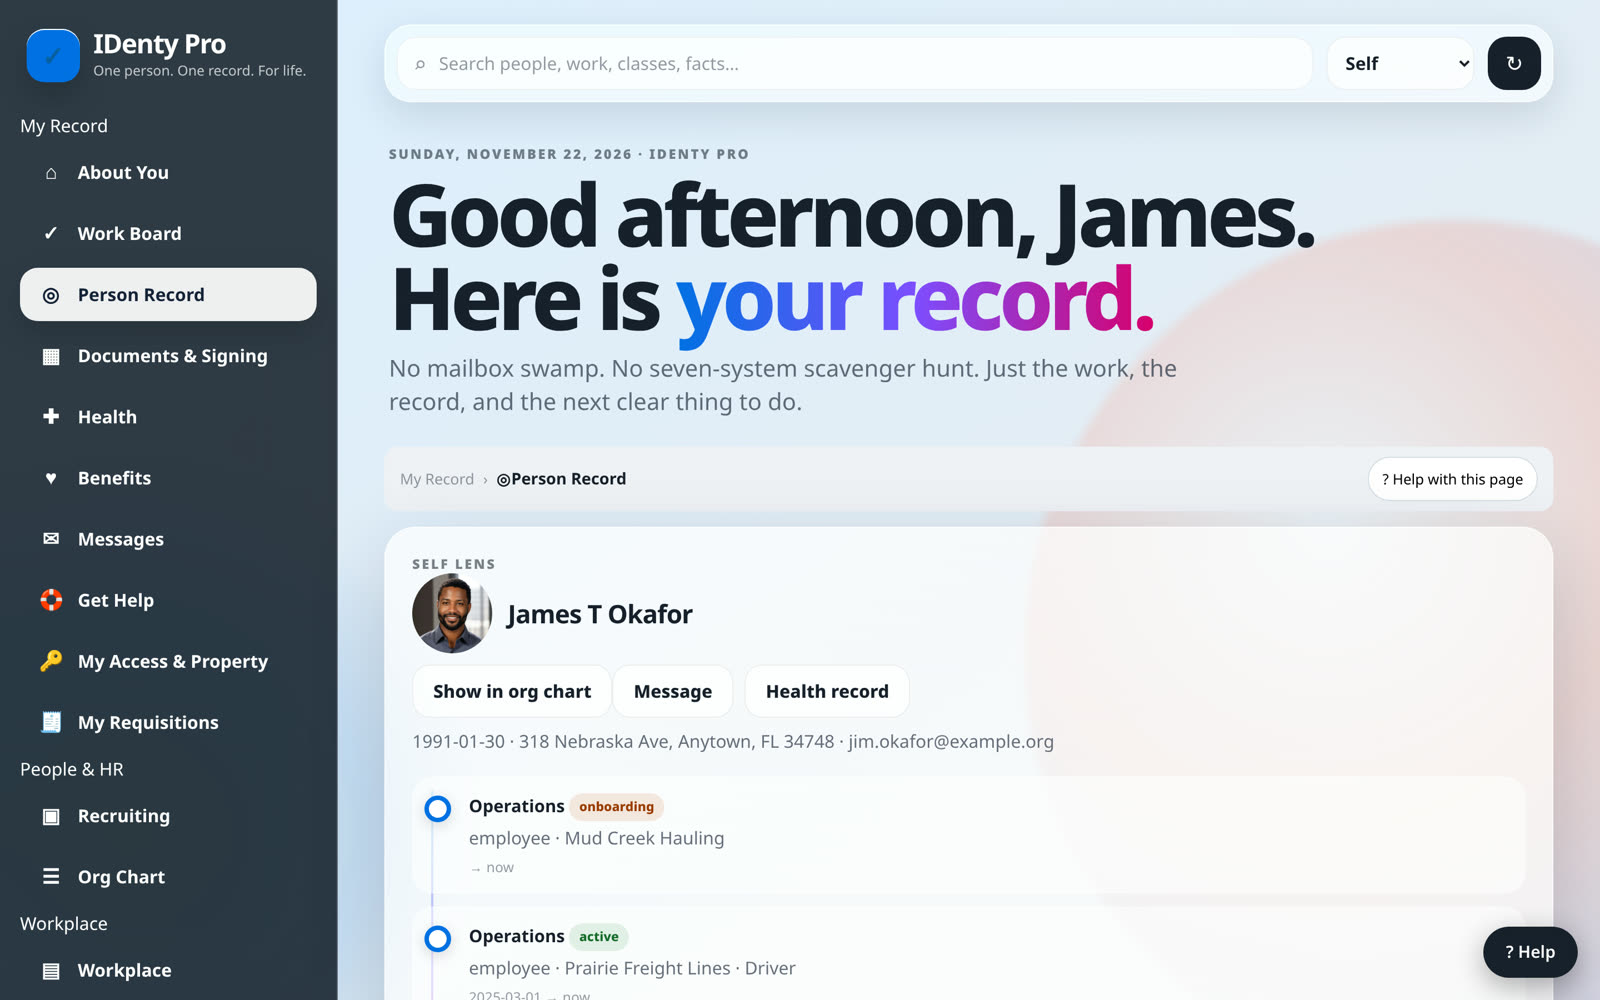 IDenty Pro
One person. One record. For life.
My Record
About You
Work Board
Person Record
Documents & Signing
Health
Benefits
Messages
Get Help
My Access & Property
My Requisitions
People & HR
Recruiting
Org Chart
Workplace
Workplace
Search people, work, classes, facts...
Self
SUNDAY, NOVEMBER 22, 2026 · IDENTY PRO
Good afternoon, James.
Here is your record.
No mailbox swamp. No seven-system scavenger hunt. Just the work, the
record, and the next clear thing to do.
My Record › ◎Person Record
? Help with this page
SELF LENS
James T Okafor
Show in org chart
Message
Health record
1991-01-30 · 318 Nebraska Ave, Anytown, FL 34748 · jim.okafor@example.org
Operations onboarding
employee · Mud Creek Hauling
→ now
Operations active
employee · Prairie Freight Lines · Driver
2025-03-01 → now
? Help